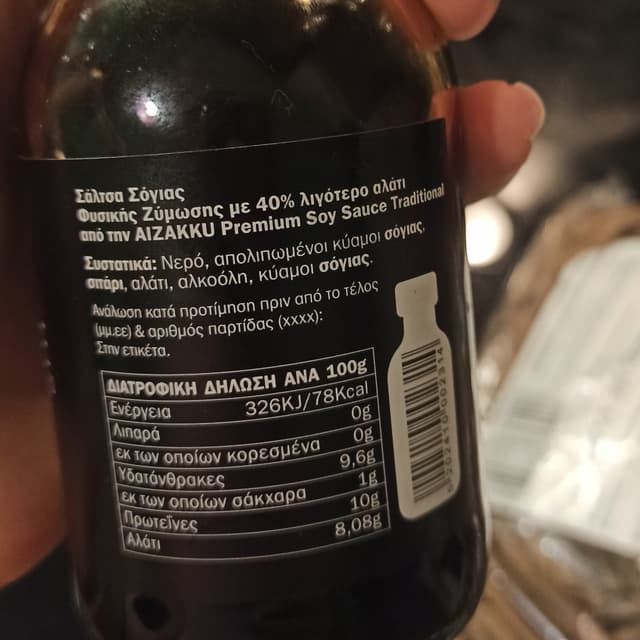 Σάλτσα Σόγιας
Φυσικής Ζύμωσης με 40% λιγότερο αλάτι
από την AIZAKKU Premium Soy Sauce Traditional
Συστατικά: Νερό, απολιπωμένοι κύαμοι σόγιας,
σιτάρι, αλάτι, αλκοόλη, κύαμοι σόγιας.
Ανάλωση κατά προτίμηση πριν από το τέλος
(μμ.εε) & αριθμός παρτίδας (xxxx):
Στην ετικέτα.
ΔΙΑΤΡΟΦΙΚΗ ΔΗΛΩΣΗ ΑΝΑ 100g
Ενέργεια 326KJ/78Kcal
Λιπαρά 0g
εκ των οποίων κορεσμένα 0g
Υδατάνθρακες 9,6g
εκ των οποίων σάκχαρα 1g
Πρωτεΐνες 10g
Αλάτι 8,08g